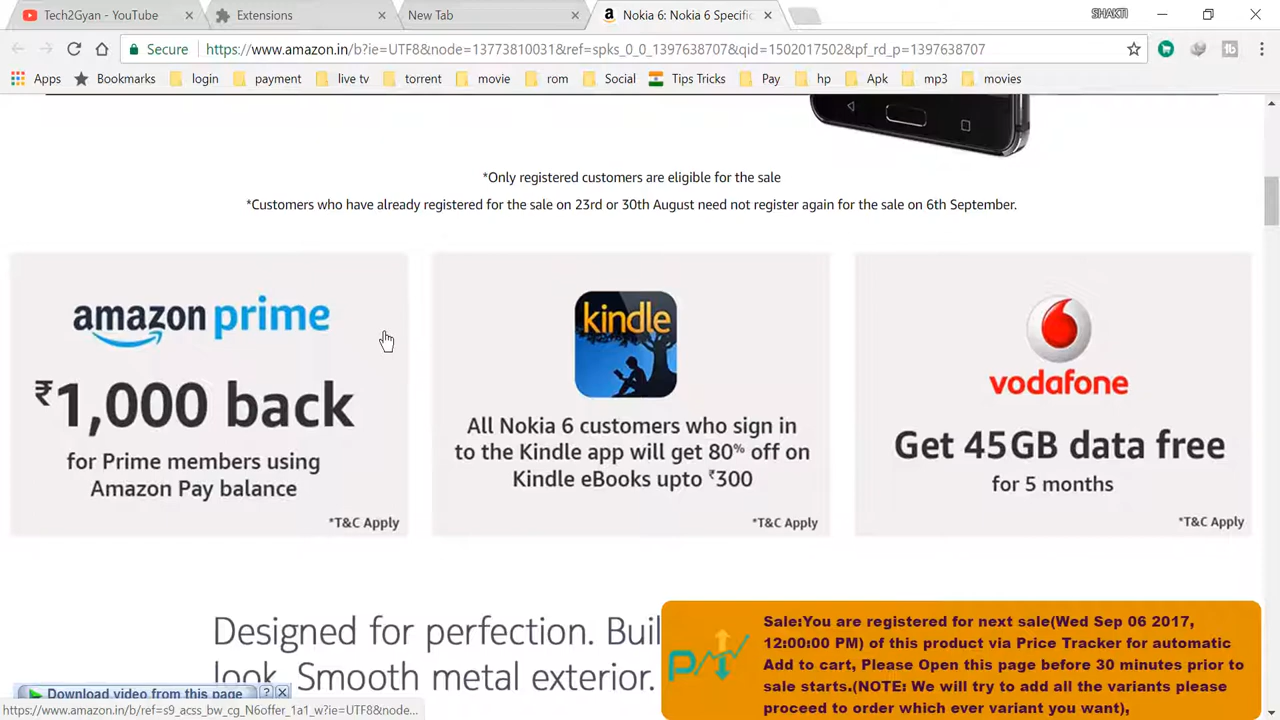 Tech2Gyan - YouTube
Extensions
New Tab
Nokia 6: Nokia 6 Specific
SHAKTI
Secure
https://www.amazon.in/b?ie=UTF8&node=13773810031&ref=spks_0_0_1397638707&qid=1502017502&pf_rd_p=1397638707
Apps Bookmarks login payment live tv torrent movie rom Social Tips Tricks Pay hp Apk mp3 movies
*Only registered customers are eligible for the sale
*Customers who have already registered for the sale on 23rd or 30th August need not register again for the sale on 6th September.
amazon prime
₹1,000 back
for Prime members using
Amazon Pay balance
*T&C Apply
kindle
All Nokia 6 customers who sign in
to the Kindle app will get 80% off on
Kindle eBooks upto ₹300
*T&C Apply
vodafone
Get 45GB data free
for 5 months
*T&C Apply
Designed for perfection. Buil
look. Smooth metal exterior.
Sale:You are registered for next sale(Wed Sep 06 2017,
12:00:00 PM) of this product via Price Tracker for automatic
Add to cart, Please Open this page before 30 minutes prior to
sale starts.(NOTE: We will try to add all the variants please
proceed to order which ever variant you want),
Download video from this page ?
https://www.amazon.in/b/ref=s9_acss_bw_cg_N6offer_1a1_w?ie=UTF8&node...